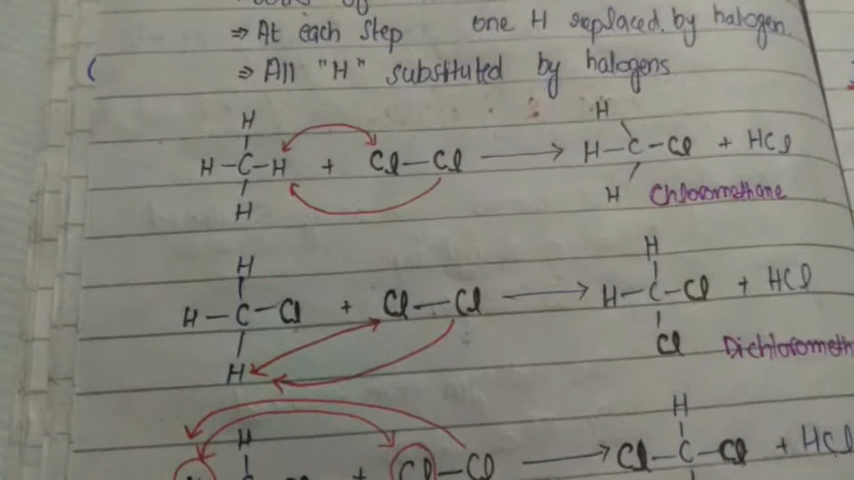 ⇒ At each step one H replaced by halogen
⇒ All "H" substituted by halogens
H
H
H – C – H + Cl – Cl ⟶ H – C – Cl + HCl
H
H
Chloromethane
H
H
H – C – Cl + Cl – Cl ⟶ H – C – Cl + HCl
H
Cl
Dichlorometh
H
H
Cl – Cl ⟶ Cl – C – Cl + HCl